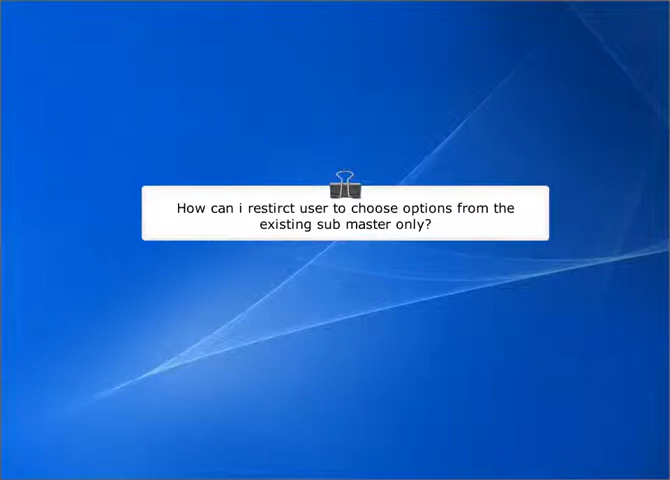 How can i restirct user to choose options from the
existing sub master only?